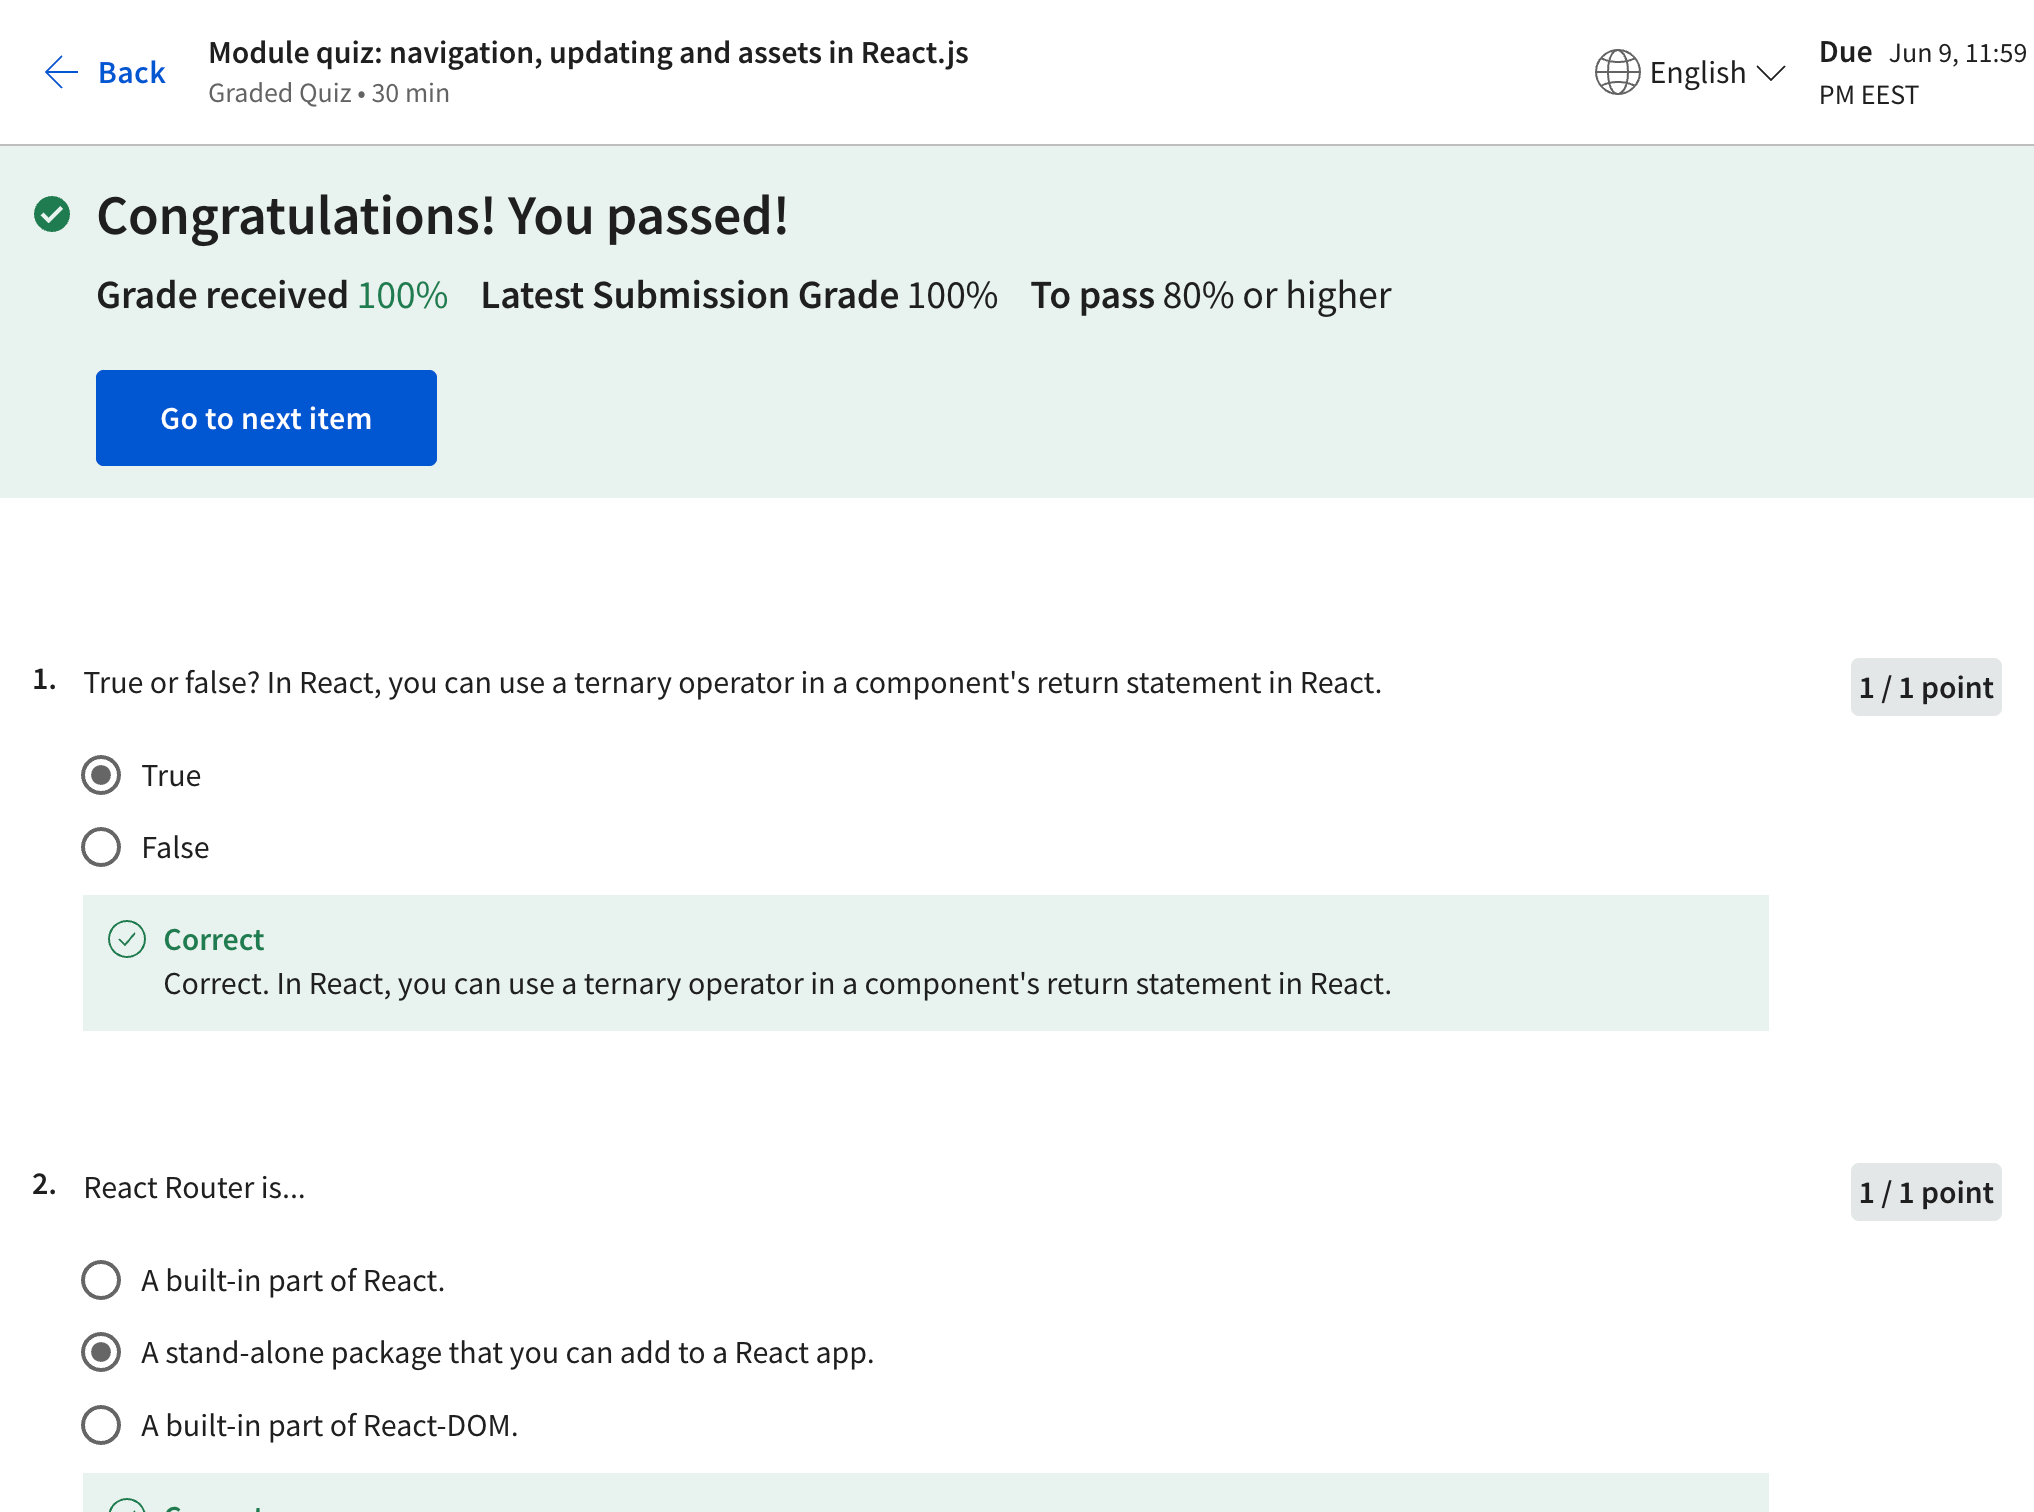 Back
Module quiz: navigation, updating and assets in React.js
Graded Quiz • 30 min
English
Due Jun 9, 11:59
PM EEST
Congratulations! You passed!
Grade received 100% Latest Submission Grade 100% To pass 80% or higher
Go to next item
1. True or false? In React, you can use a ternary operator in a component's return statement in React.
1 / 1 point
True
False
Correct
Correct. In React, you can use a ternary operator in a component's return statement in React.
2. React Router is...
1 / 1 point
A built-in part of React.
A stand-alone package that you can add to a React app.
A built-in part of React-DOM.